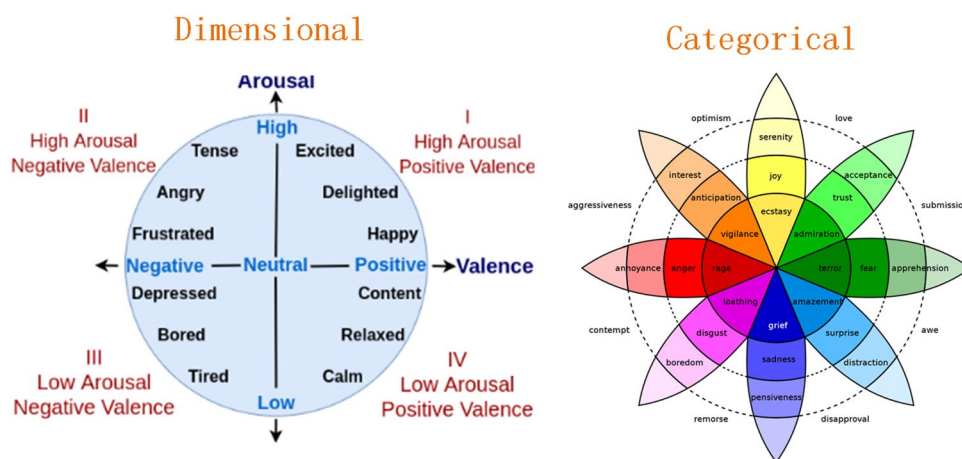 Dimensional
Arousal
II
High Arousal
Negative Valence
High
I
High Arousal
Positive Valence
Tense
Excited
Angry
Delighted
Frustrated
Happy
Negative
Neutral
Positive
Valence
Depressed
Content
Bored
Relaxed
III
Low Arousal
Negative Valence
Tired
Calm
IV
Low Arousal
Positive Valence
Low
Categorical
optimism
love
serenity
interest
joy
acceptance
anticipation
trust
aggressiveness
ecstasy
submission
vigilance
admiration
annoyance
anger
rage
terror
fear
apprehension
loathing
amazement
contempt
disgust
grief
surprise
awe
boredom
sadness
distraction
pensiveness
remorse
disapproval